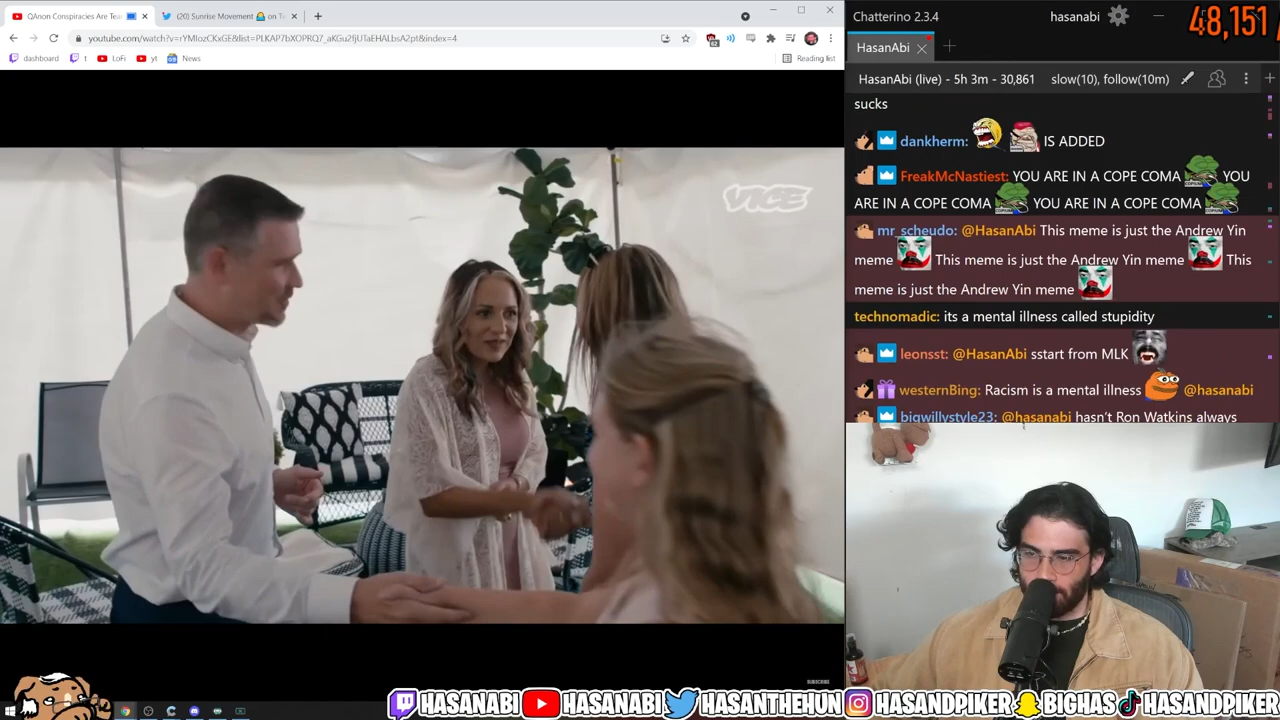 QAnon Conspiracies Are Tea
(20) Sunrise Movement
on T
youtube.com/watch?v=rYMIozCKxGE&list=PLKAP7bXOPRQ7_aKGu2fjUTaEHALbsA2pt&index=4
dashboard
t
LoFi
yt
News
Reading list
VICE
SUBSCRIBE
Chatterino 2.3.4
hasanabi
48,151 /
HasanAbi
HasanAbi (live) - 5h 3m - 30,861
slow(10), follow(10m)
sucks
dankherm: IS ADDED
FreakMcNastiest: YOU ARE IN A COPE COMA YOU
ARE IN A COPE COMA YOU ARE IN A COPE COMA
mr_scheudo: @HasanAbi This meme is just the Andrew Yin
meme This meme is just the Andrew Yin meme This
meme is just the Andrew Yin meme
technomadic: its a mental illness called stupidity
leonsst: @HasanAbi sstart from MLK
westernBing: Racism is a mental illness @hasanabi
bigwillystyle23: @hasanabi hasn't Ron Watkins always
HASANABI HASANABI HASANTHEHUN HASANDPIKER BIGHAS HASANDPIKER